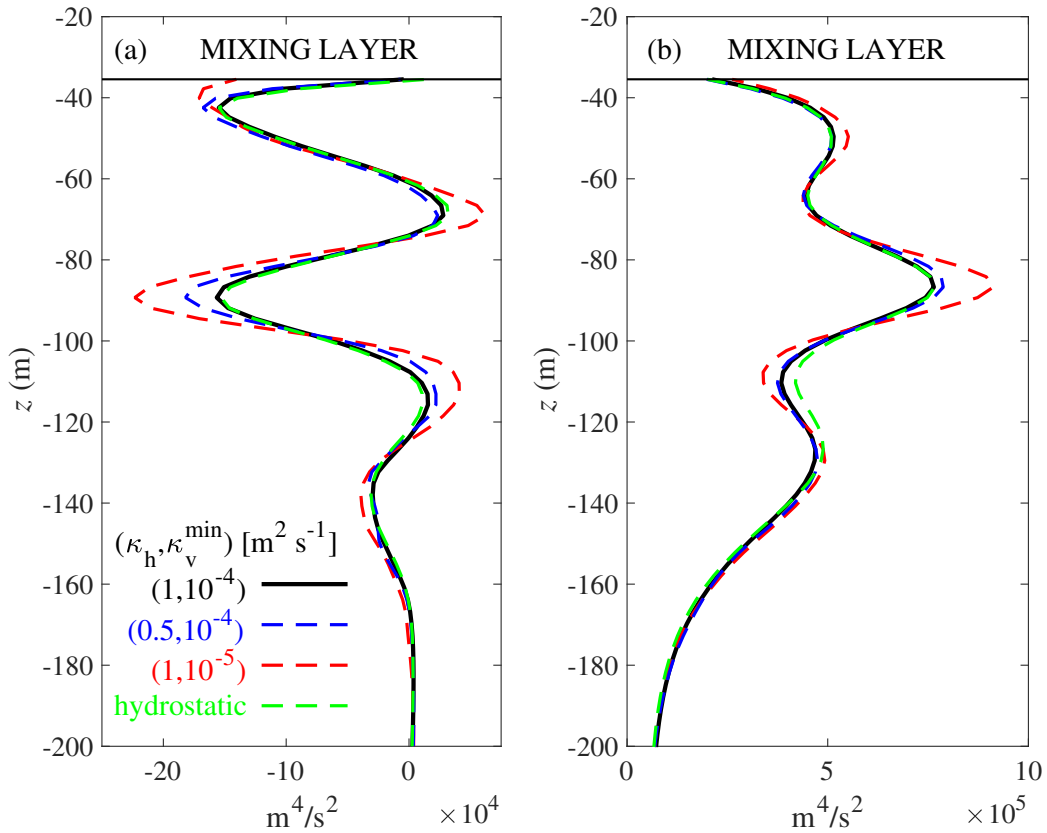 (a) MIXING LAYER
-20
-40
-60
-80
-100
-120
-140
-160
-180
-200
z (m)
(κh,κvmin) [m2 s-1]
(1,10-4)
(0.5,10-4)
(1,10-5)
hydrostatic
-20 -10 0
m4/s2 ×104
(b) MIXING LAYER
-20
-40
-60
-80
-100
-120
-140
-160
-180
-200
z (m)
0 5 10
m4/s2 ×105